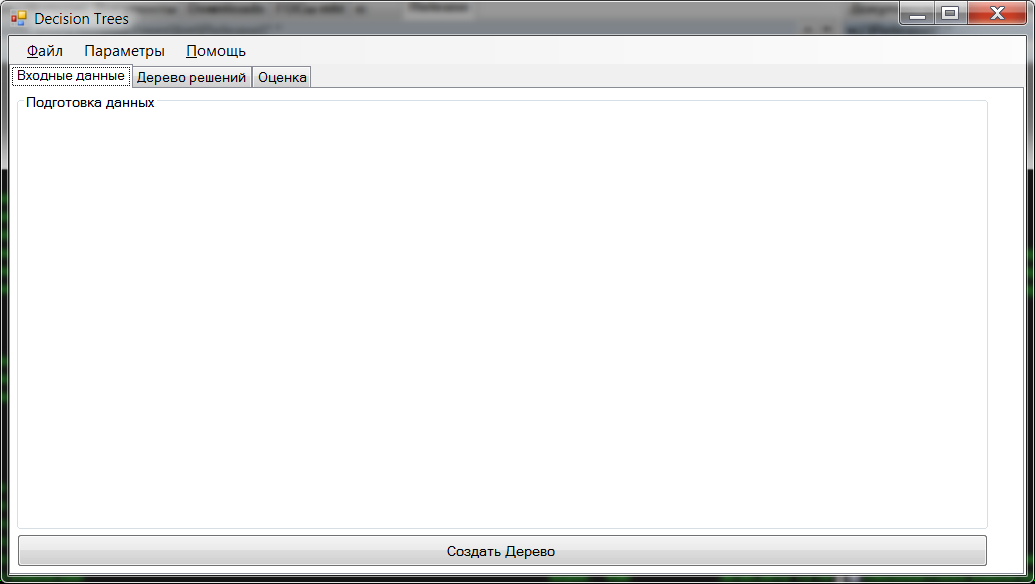 Decision Trees
Файл Параметры Помощь
Входные данные Дерево решений Оценка
Подготовка данных
Создать Дерево